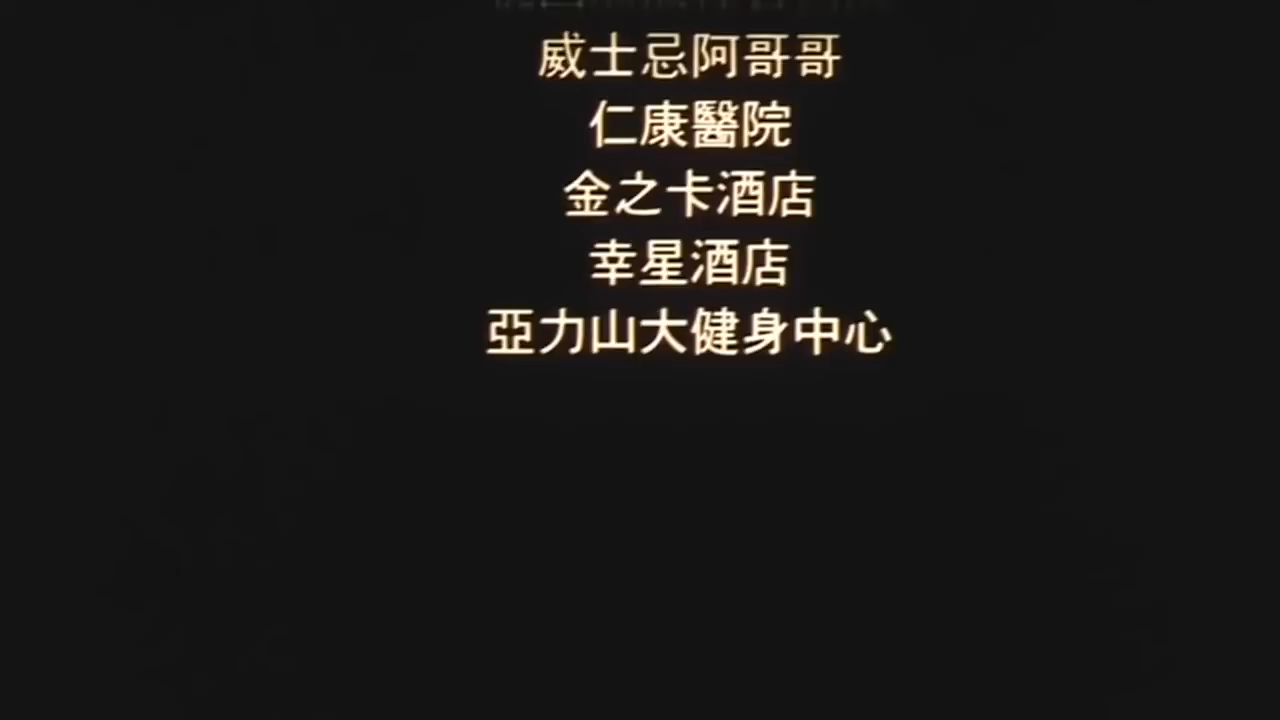 威士忌阿哥哥
仁康醫院
金之卡酒店
幸星酒店
亞力山大健身中心